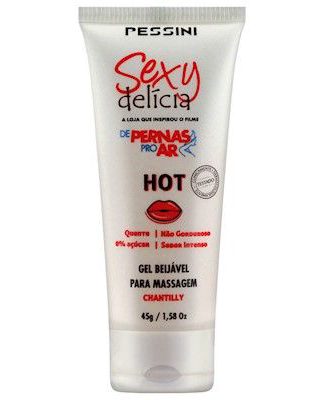 PESSINI
Sexy
delícia
A LOJA QUE INSPIROU O FILME
DE PERNAS
PRO AR
HOT
TESTADO
Quente | Não Gorduroso
0% açúcar | Sabor Intenso
GEL BEIJÁVEL
PARA MASSAGEM
CHANTILLY
45g / 1,58 Oz